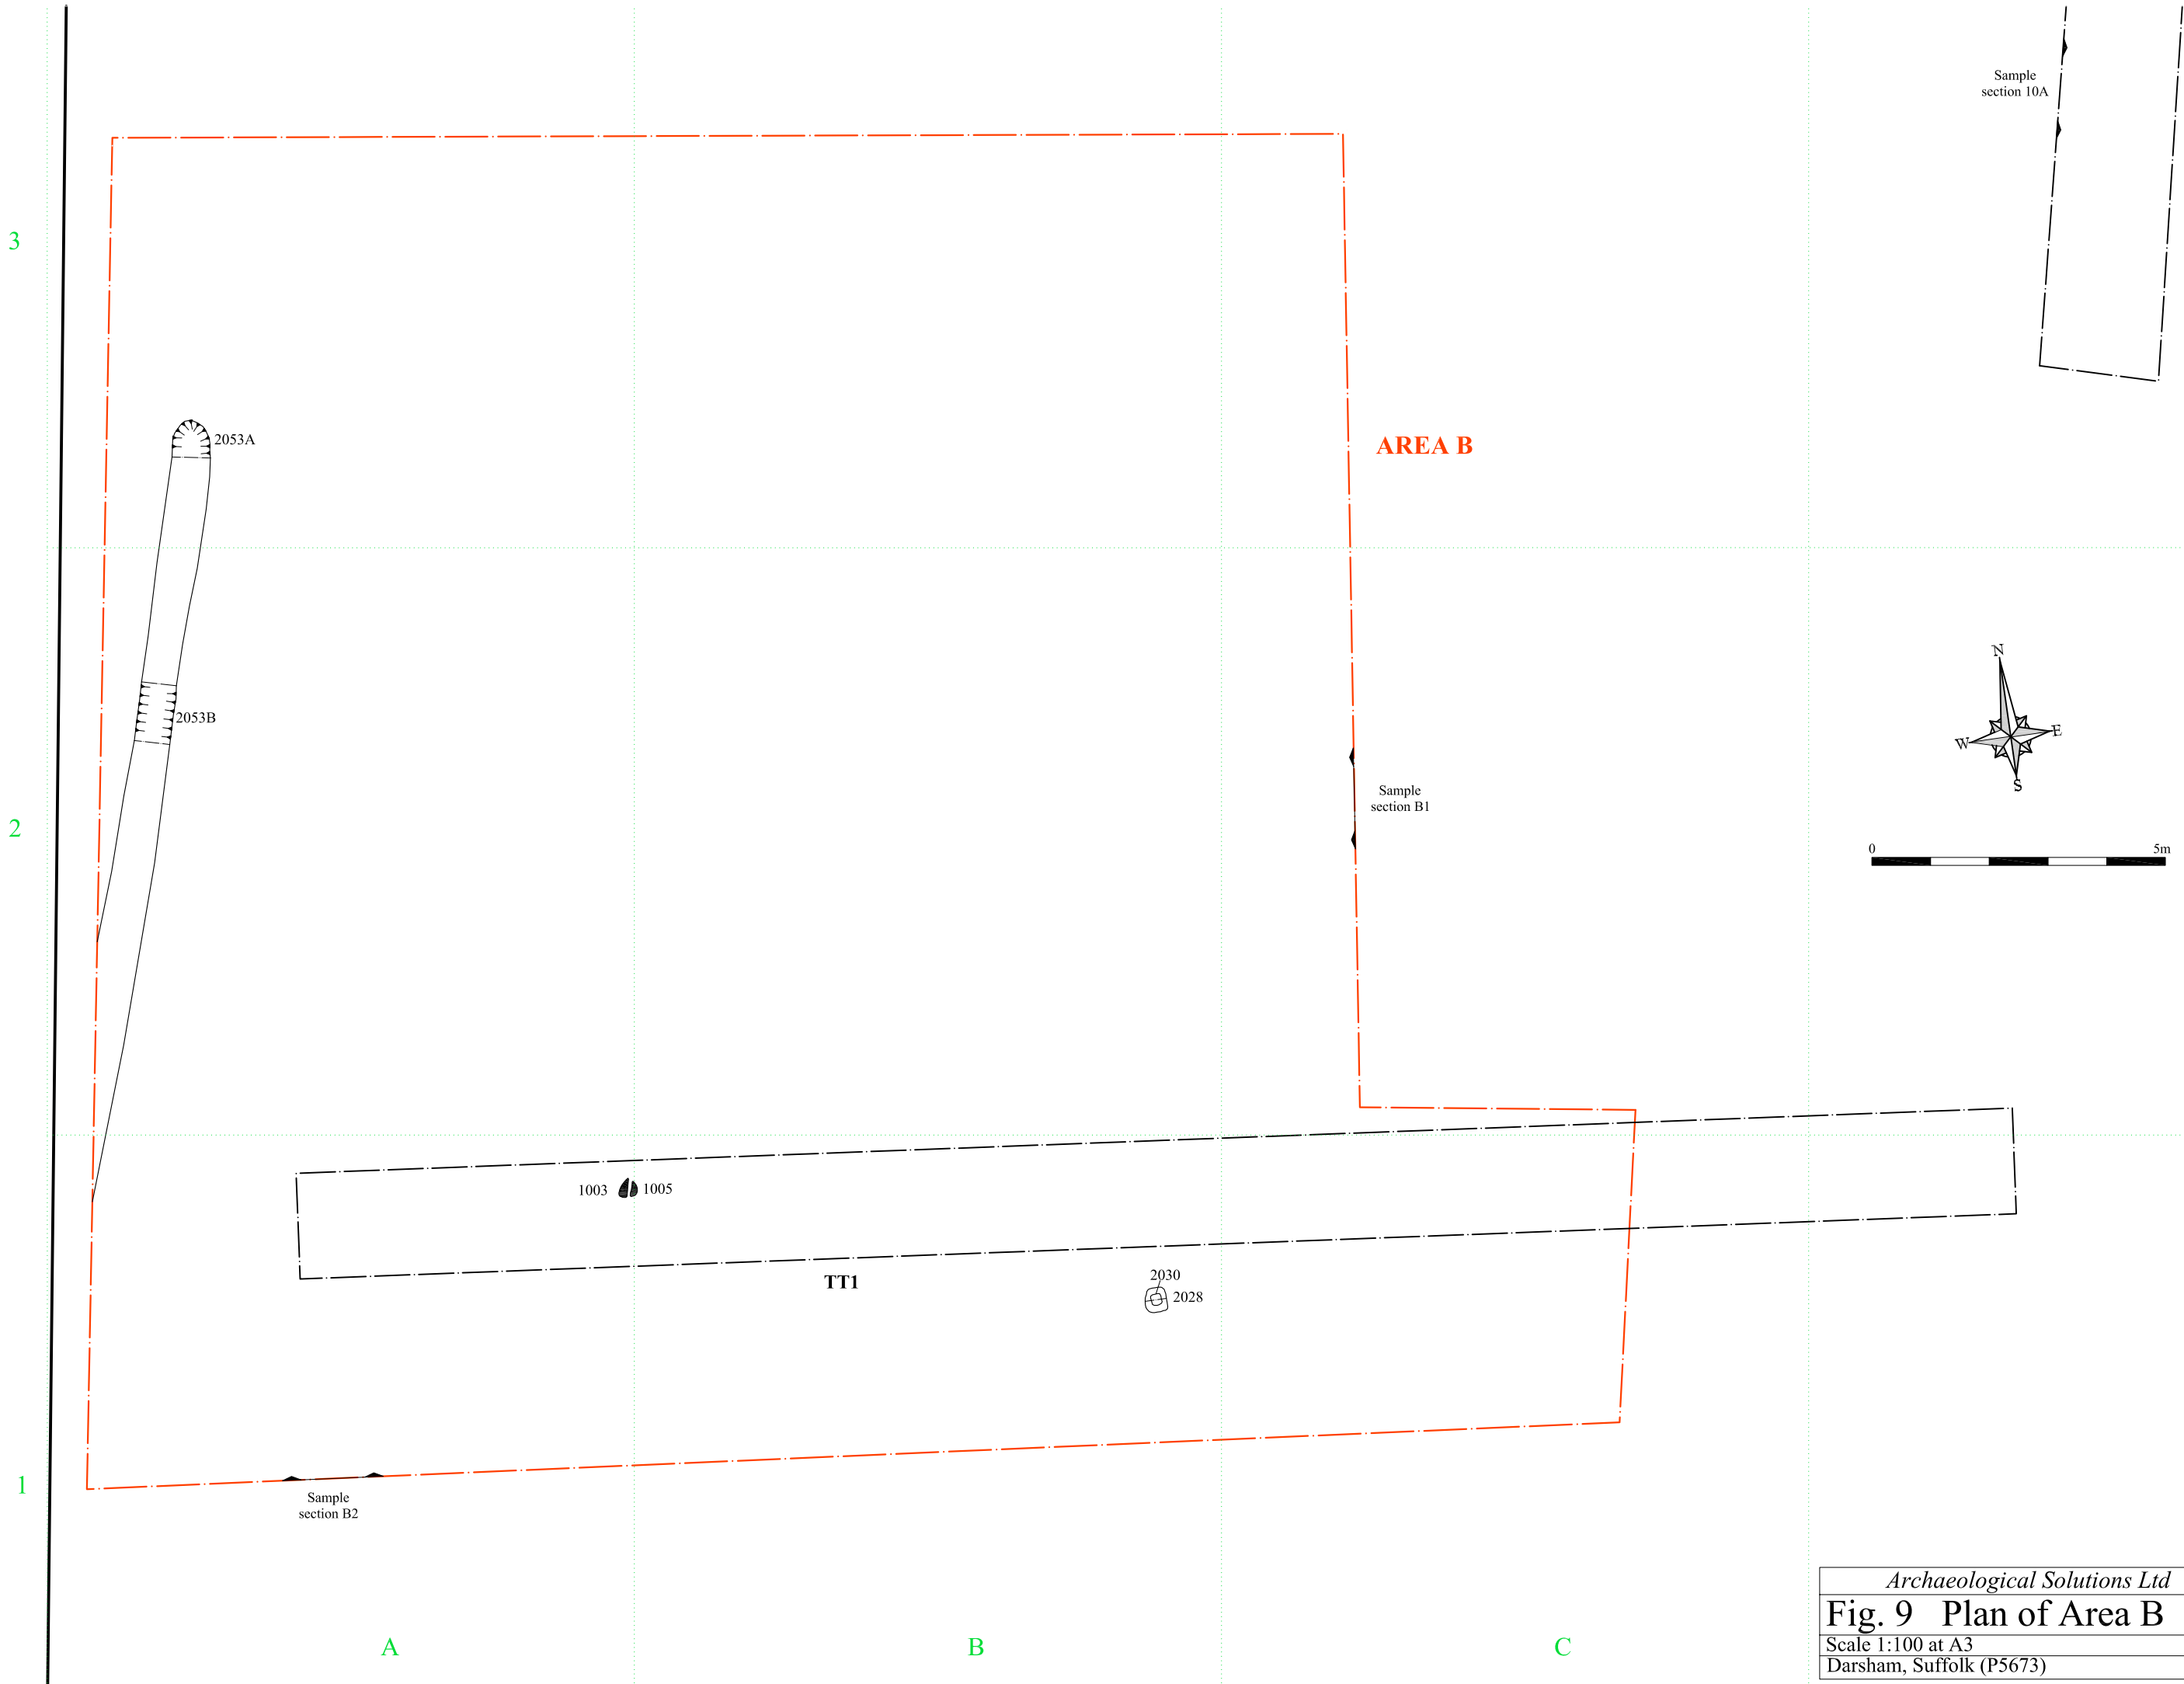 Sample
section 10A
3
2053A
AREA B
N
W
E
S
2053B
Sample
section B1
2
0
5m
1003
1005
TT1
2030
2028
1
Sample
section B2
A
B
C
Archaeological Solutions Ltd
Fig. 9 Plan of Area B
Scale 1:100 at A3
Darsham, Suffolk (P5673)